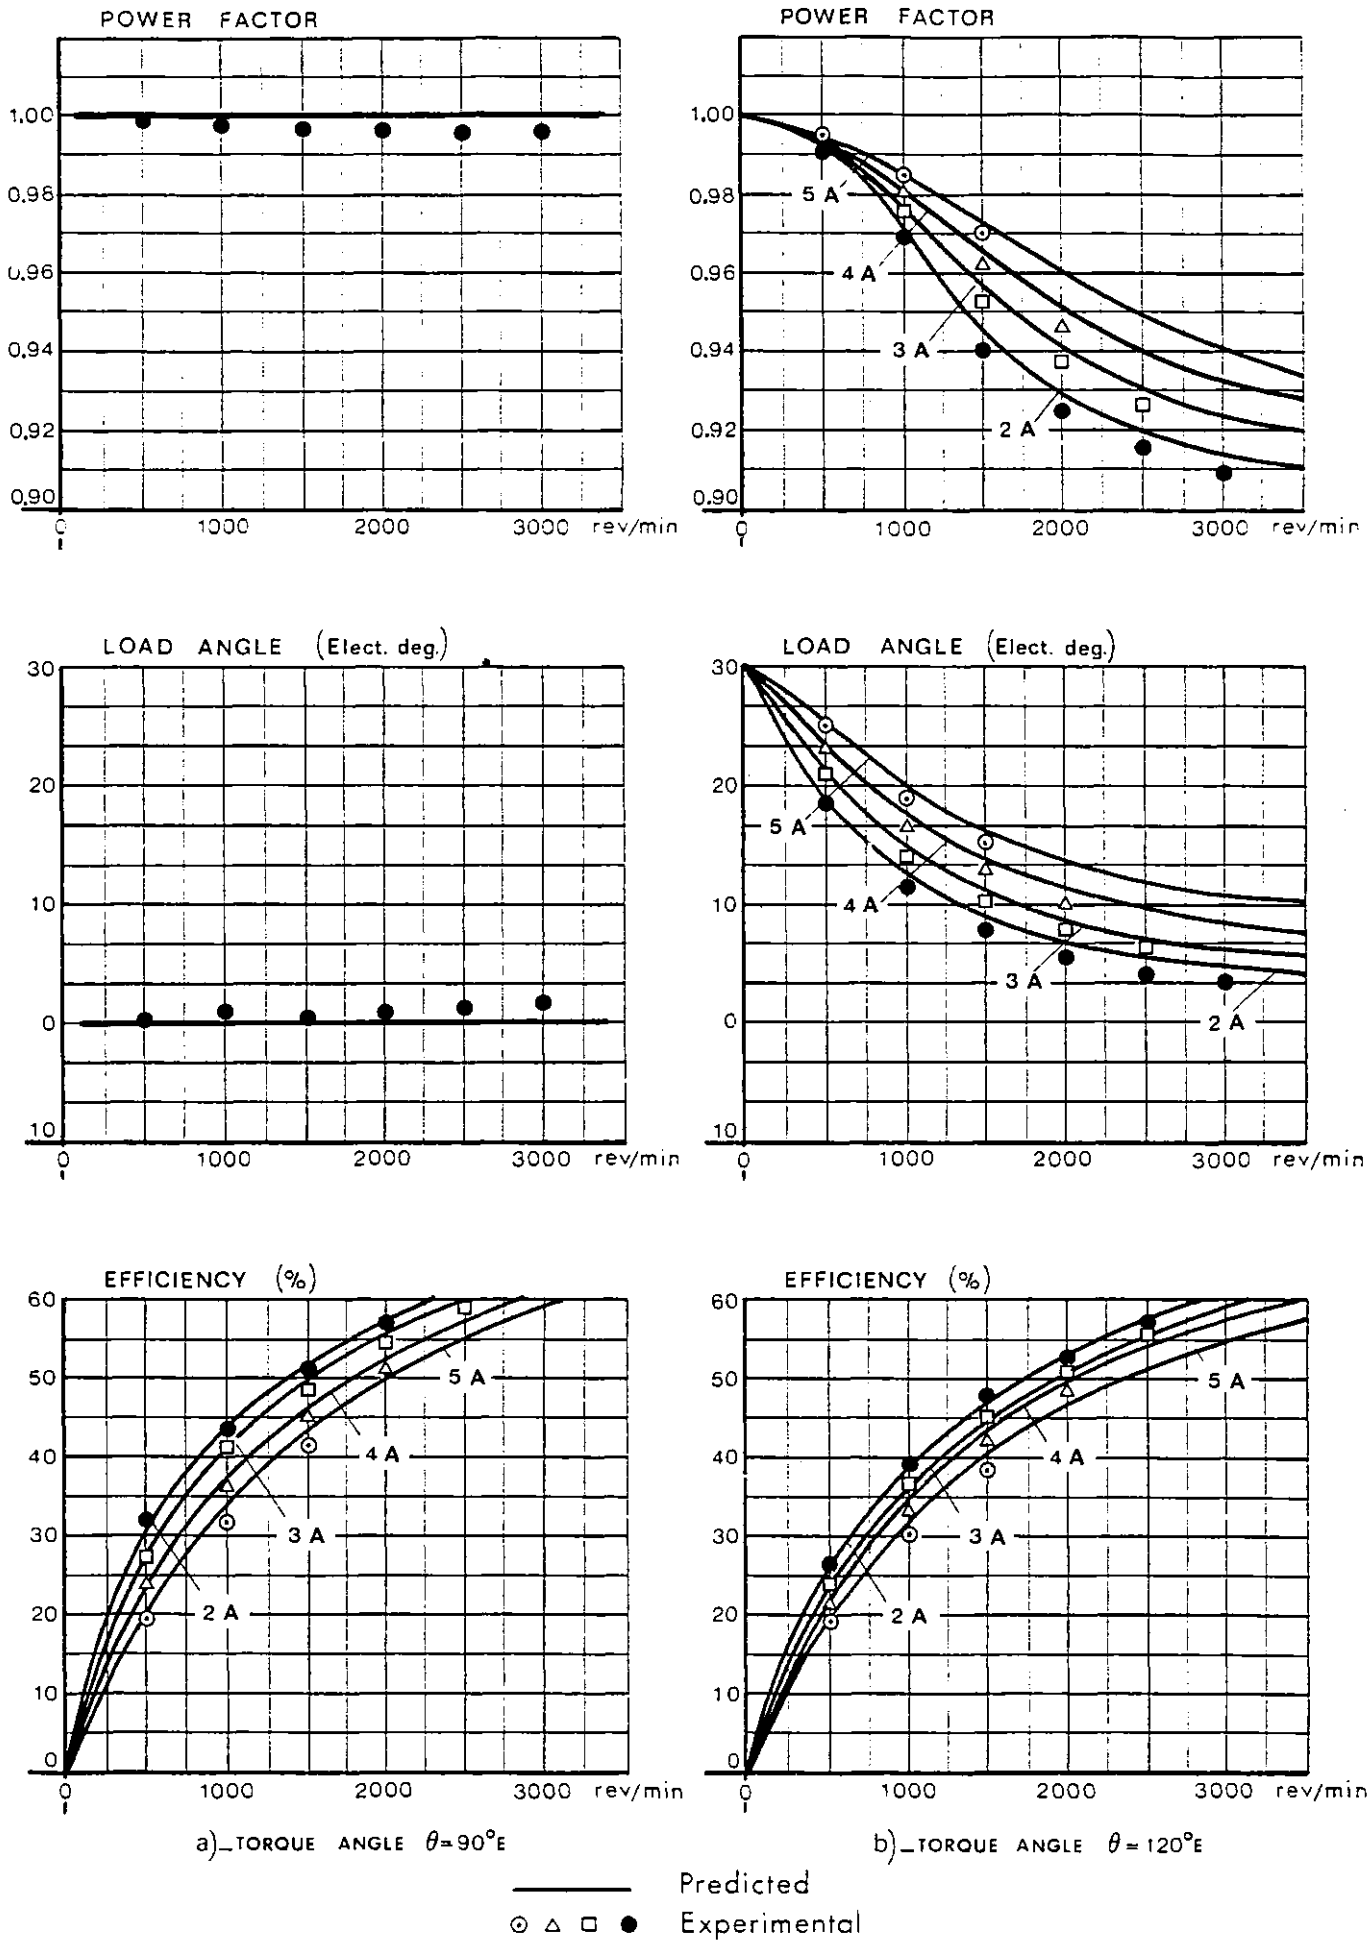 POWER FACTOR
1.00
0.98
0.96
0.94
0.92
0.90
0 1000 2000 3000 rev/min
POWER FACTOR
1.00
0.98
0.96
0.94
0.92
0.90
5 A
4 A
3 A
2 A
0 1000 2000 3000 rev/min
LOAD ANGLE (Elect. deg.)
30
20
10
0
10
0 1000 2000 3000 rev/min
LOAD ANGLE (Elect. deg.)
30
20
10
0
10
5 A
4 A
3 A
2 A
0 1000 2000 3000 rev/min
EFFICIENCY (%)
60
50
40
30
20
10
0
5 A
4 A
3 A
2 A
0 1000 2000 3000 rev/min
a)_TORQUE ANGLE θ=90°E
EFFICIENCY (%)
60
50
40
30
20
10
0
5 A
4 A
3 A
2 A
0 1000 2000 3000 rev/min
b)_TORQUE ANGLE θ=120°E
Predicted
Experimental